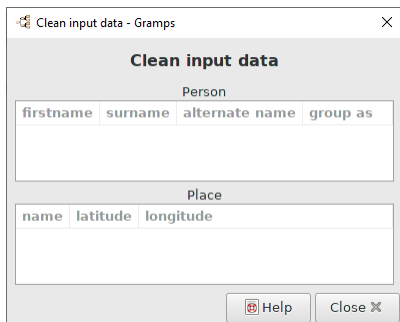 Clean input data - Gramps
Clean input data
Person
firstname surname alternate name group as
Place
name latitude longitude
Help Close